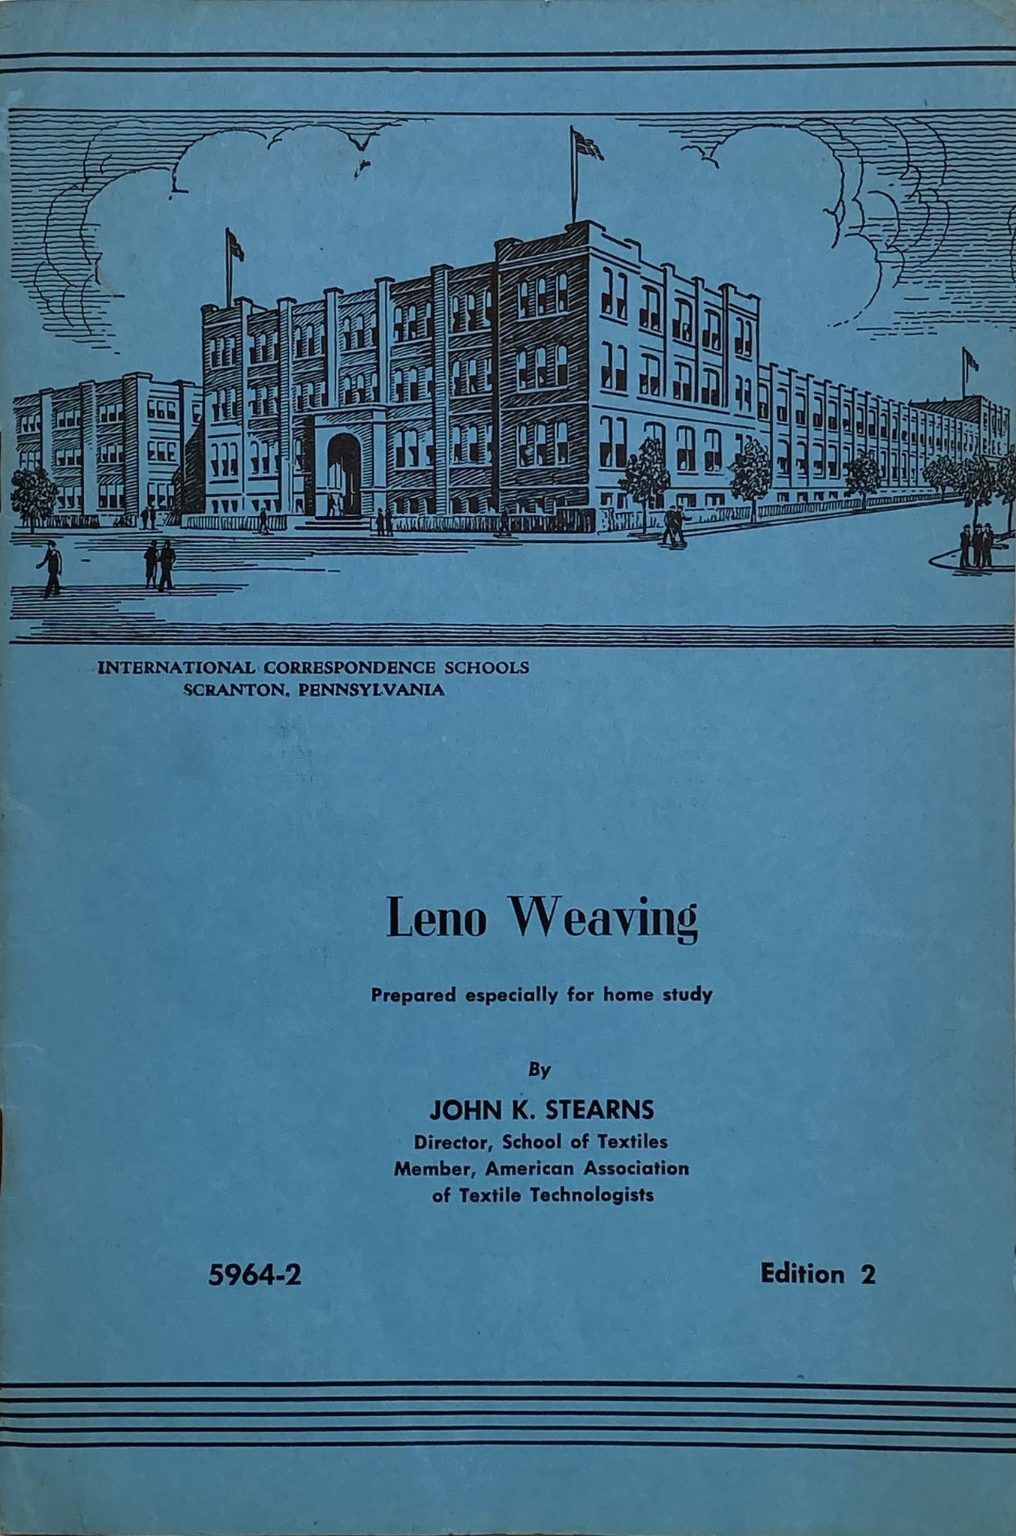 INTERNATIONAL CORRESPONDENCE SCHOOLS
SCRANTON, PENNSYLVANIA
Leno Weaving
Prepared especially for home study
By
JOHN K. STEARNS
Director, School of Textiles
Member, American Association
of Textile Technologists
5964-2
Edition 2